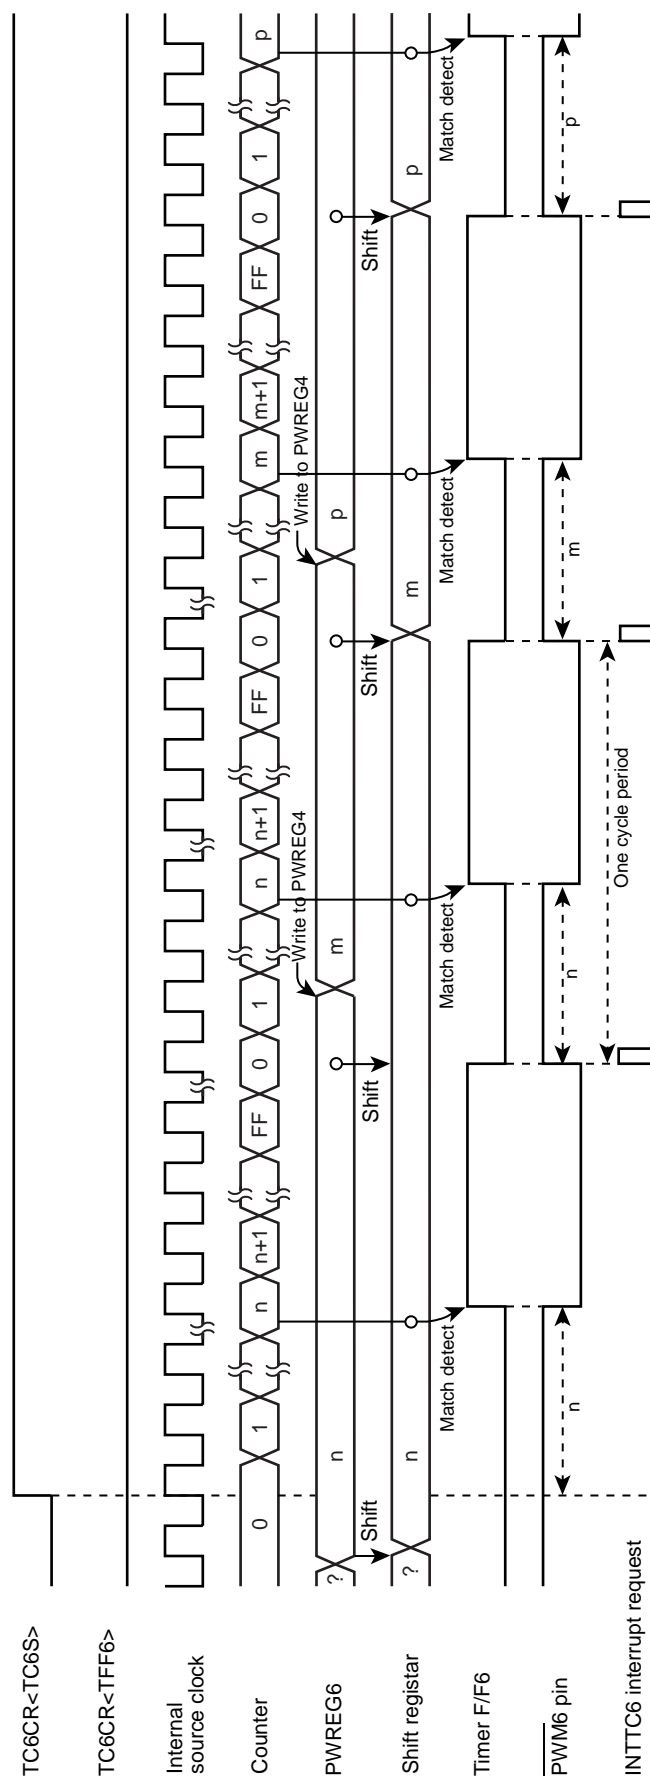 TC6CR<TC6S>
TC6CR<TFF6>
Internal
source clock
Counter
0
1
n
n+1
FF
0
1
n
n+1
FF
0
1
m
m+1
FF
0
1
p
PWREG6
?
n
m
p
Write to PWREG4
Write to PWREG4
Shift
Shift
Shift
Shift
Shift registar
?
n
m
p
Match detect
Match detect
Match detect
Match detect
Timer F/F6
PWM6 pin
n
n
m
p
One cycle period
INTTC6 interrupt request